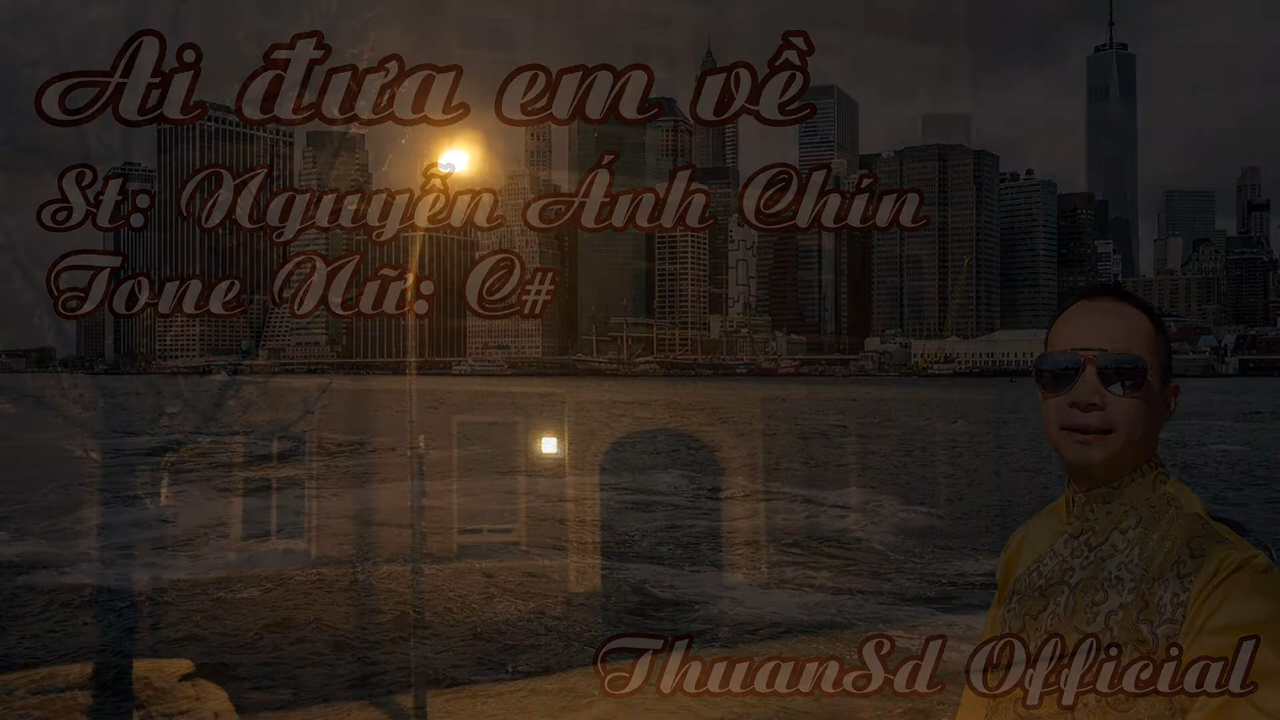 Ai đưa em về
St: Nguyễn Ánh Chín
Tone Nữ: C#
ThuanSd Official